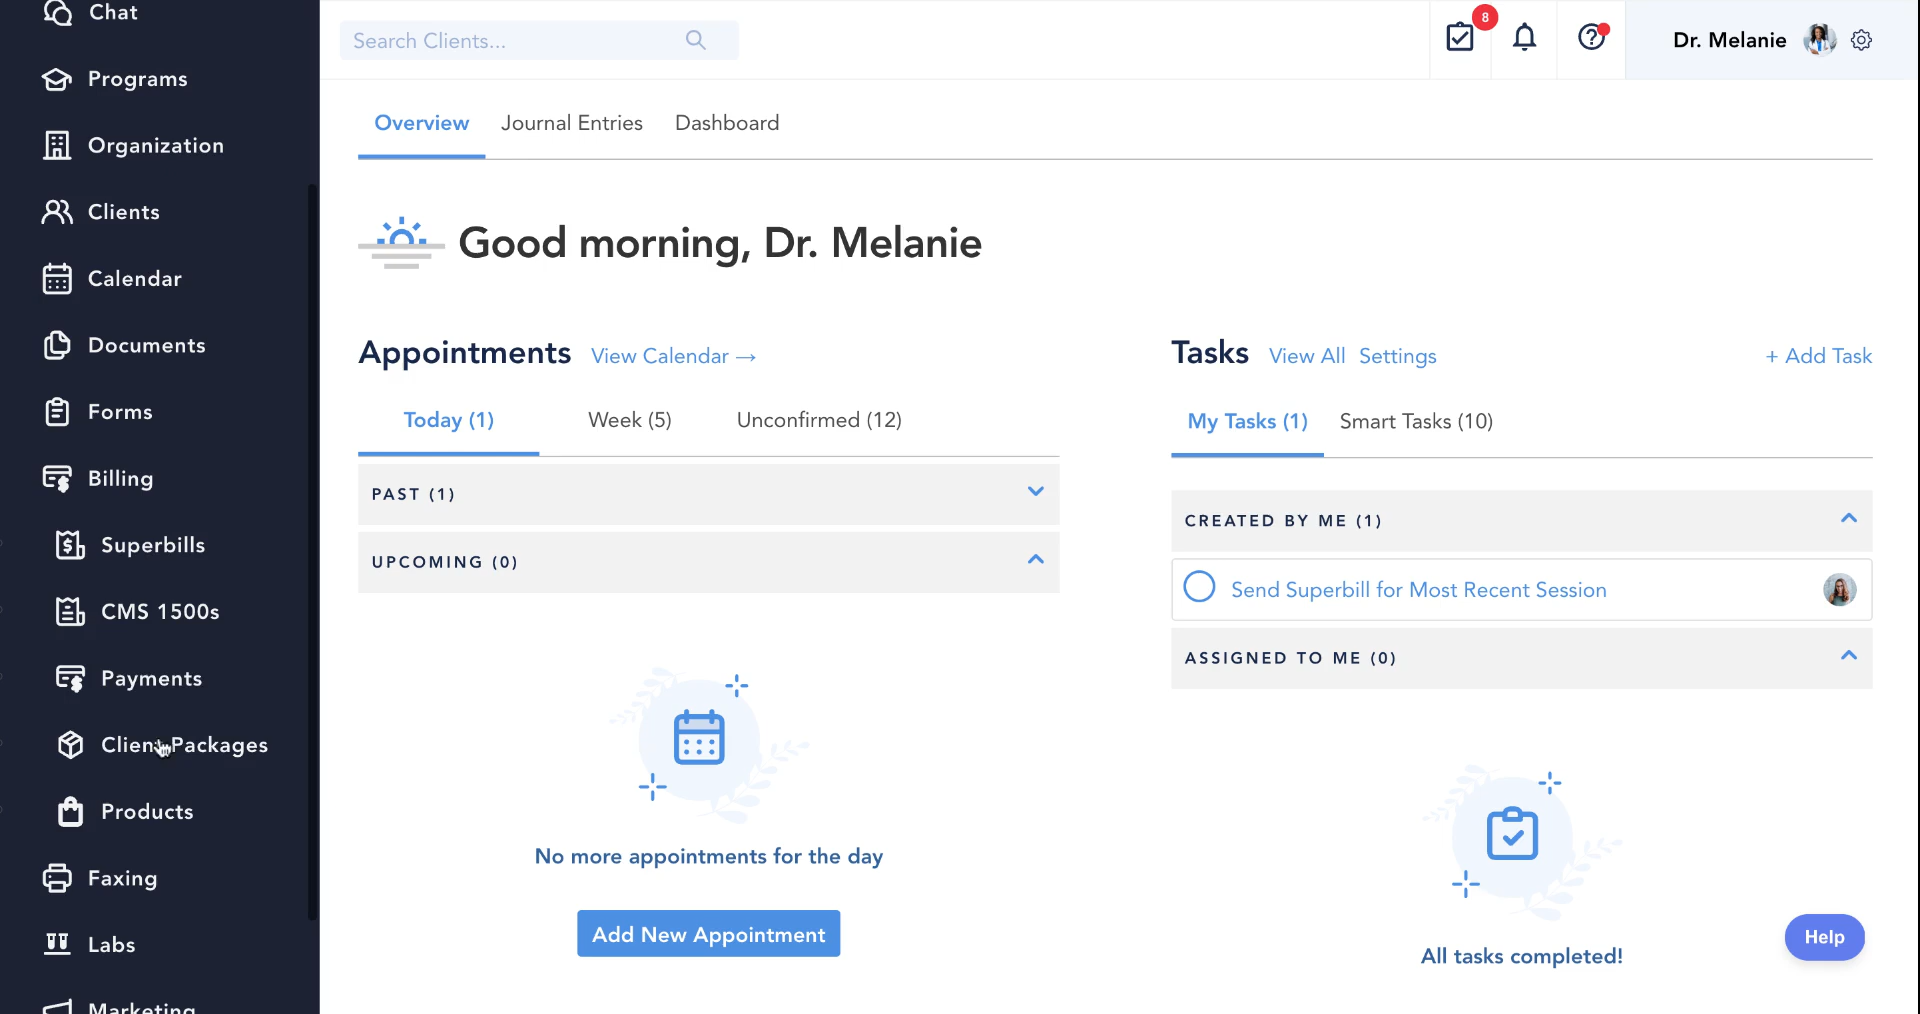 Chat
Programs
Organization
Clients
Calendar
Documents
Forms
Billing
Superbills
CMS 1500s
Payments
Client Packages
Products
Faxing
Labs
Marketing
Search Clients...
8
Dr. Melanie
Overview Journal Entries Dashboard
Good morning, Dr. Melanie
Appointments View Calendar →
Today (1) Week (5) Unconfirmed (12)
PAST (1)
UPCOMING (0)
No more appointments for the day
Add New Appointment
Tasks View All Settings + Add Task
My Tasks (1) Smart Tasks (10)
CREATED BY ME (1)
Send Superbill for Most Recent Session
ASSIGNED TO ME (0)
All tasks completed!
Help